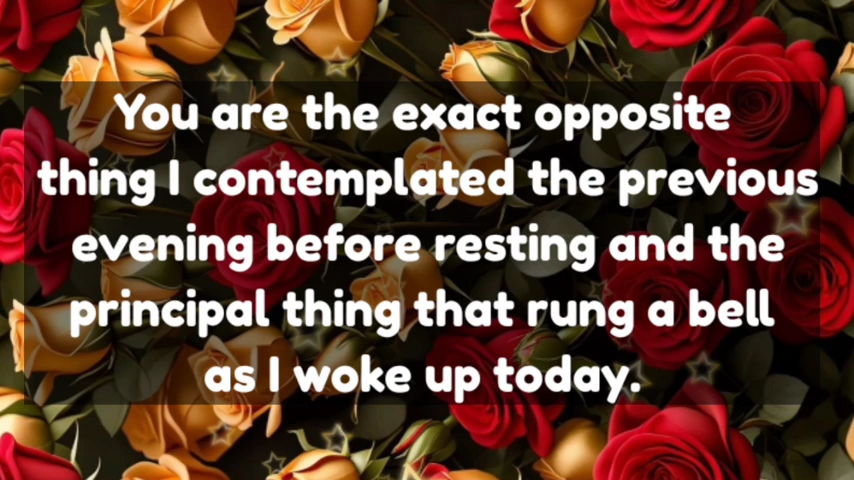 You are the exact opposite
thing I contemplated the previous
evening before resting and the
principal thing that rung a bell
as I woke up today.